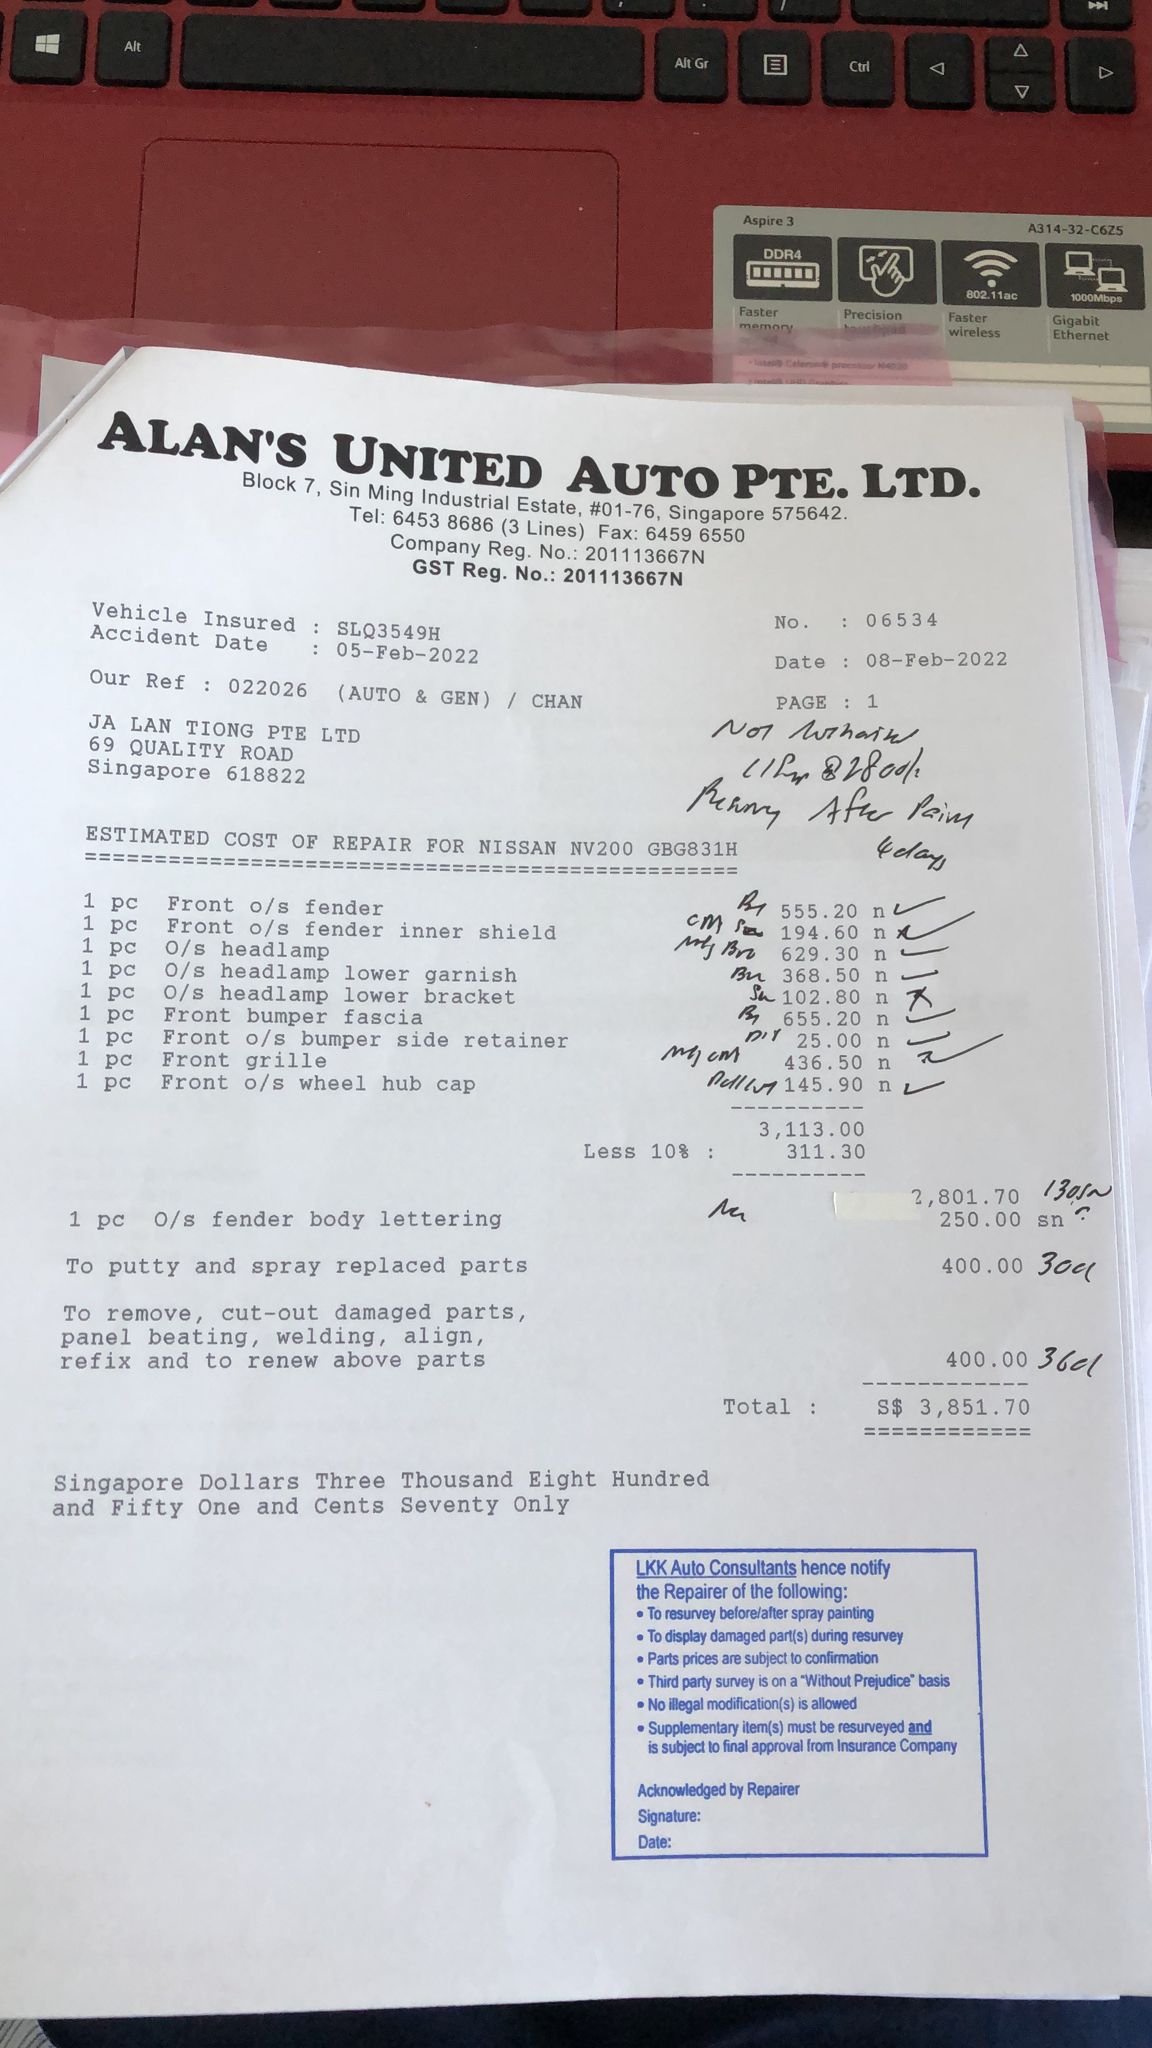 Alt
Alt Gr
Ctrl
Aspire 3
A314-32-C6Z5
DDR4
802.11ac
1000Mbps
Faster memory
Precision
Faster wireless
Gigabit Ethernet
ALAN'S UNITED AUTO PTE. LTD.
Block 7, Sin Ming Industrial Estate, #01-76, Singapore 575642.
Tel: 6453 8686 (3 Lines) Fax: 6459 6550
Company Reg. No.: 201113667N
GST Reg. No.: 201113667N
Vehicle Insured : SLQ3549H
No. : 06534
Accident Date : 05-Feb-2022
Date : 08-Feb-2022
Our Ref : 022026 (AUTO & GEN) / CHAN
PAGE : 1
JA LAN TIONG PTE LTD
69 QUALITY ROAD
Singapore 618822
Not
After Paint
4 days
ESTIMATED COST OF REPAIR FOR NISSAN NV200 GBG831H
1 pc Front o/s fender 555.20 n
1 pc Front o/s fender inner shield 194.60 n
1 pc O/s headlamp 629.30 n
1 pc O/s headlamp lower garnish 368.50 n
1 pc O/s headlamp lower bracket 102.80 n
1 pc Front bumper fascia 655.20 n
1 pc Front o/s bumper side retainer 25.00 n
1 pc Front grille 436.50 n
1 pc Front o/s wheel hub cap 145.90 n
3,113.00
Less 10% : 311.30
2,801.70
1 pc O/s fender body lettering 250.00 sn
To putty and spray replaced parts 400.00
To remove, cut-out damaged parts,
panel beating, welding, align,
refix and to renew above parts 400.00
Total : S$ 3,851.70
Singapore Dollars Three Thousand Eight Hundred
and Fifty One and Cents Seventy Only
LKK Auto Consultants hence notify
the Repairer of the following:
• To resurvey before/after spray painting
• To display damaged part(s) during resurvey
• Parts prices are subject to confirmation
• Third party survey is on a "Without Prejudice" basis
• No illegal modification(s) is allowed
• Supplementary item(s) must be resurveyed and
is subject to final approval from Insurance Company
Acknowledged by Repairer
Signature:
Date: